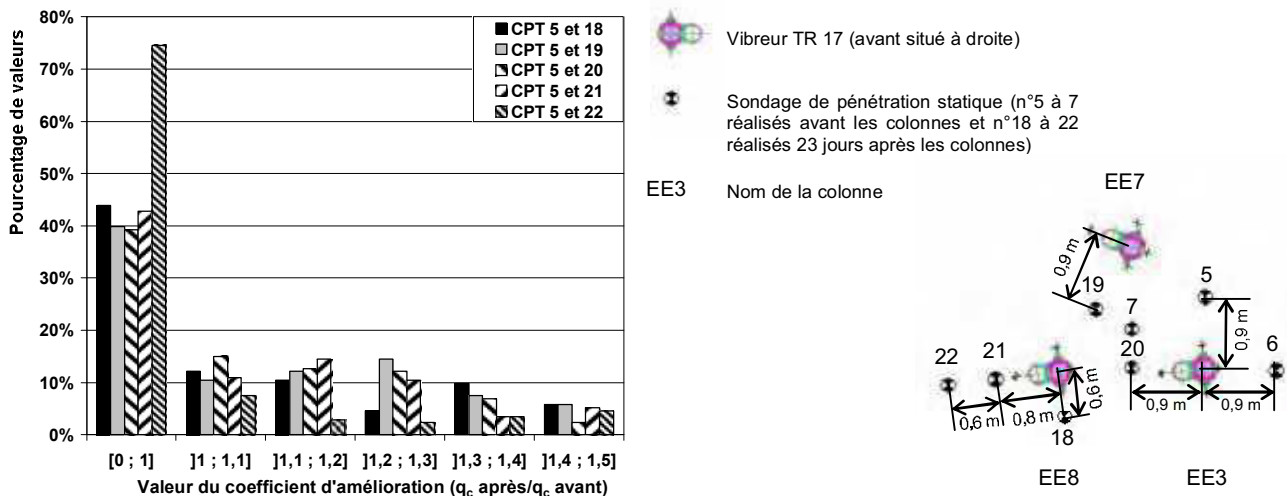 Pourcentage de valeurs
80%
70%
60%
50%
40%
30%
20%
10%
0%
CPT 5 et 18
CPT 5 et 19
CPT 5 et 20
CPT 5 et 21
CPT 5 et 22
[0 ; 1]
]1 ; 1,1]
]1,1 ; 1,2]
]1,2 ; 1,3]
]1,3 ; 1,4]
]1,4 ; 1,5]
Valeur du coefficient d'amélioration (qc après/qc avant)
Vibreur TR 17 (avant situé à droite)
Sondage de pénétration statique (n°5 à 7
réalisés avant les colonnes et n°18 à 22
réalisés 23 jours après les colonnes)
EE3
Nom de la colonne
EE7
0,9 m
19
5
7
0,9 m
22
21
20
6
0,6 m
0,6 m
0,8 m
0,9 m
0,9 m
18
EE8
EE3